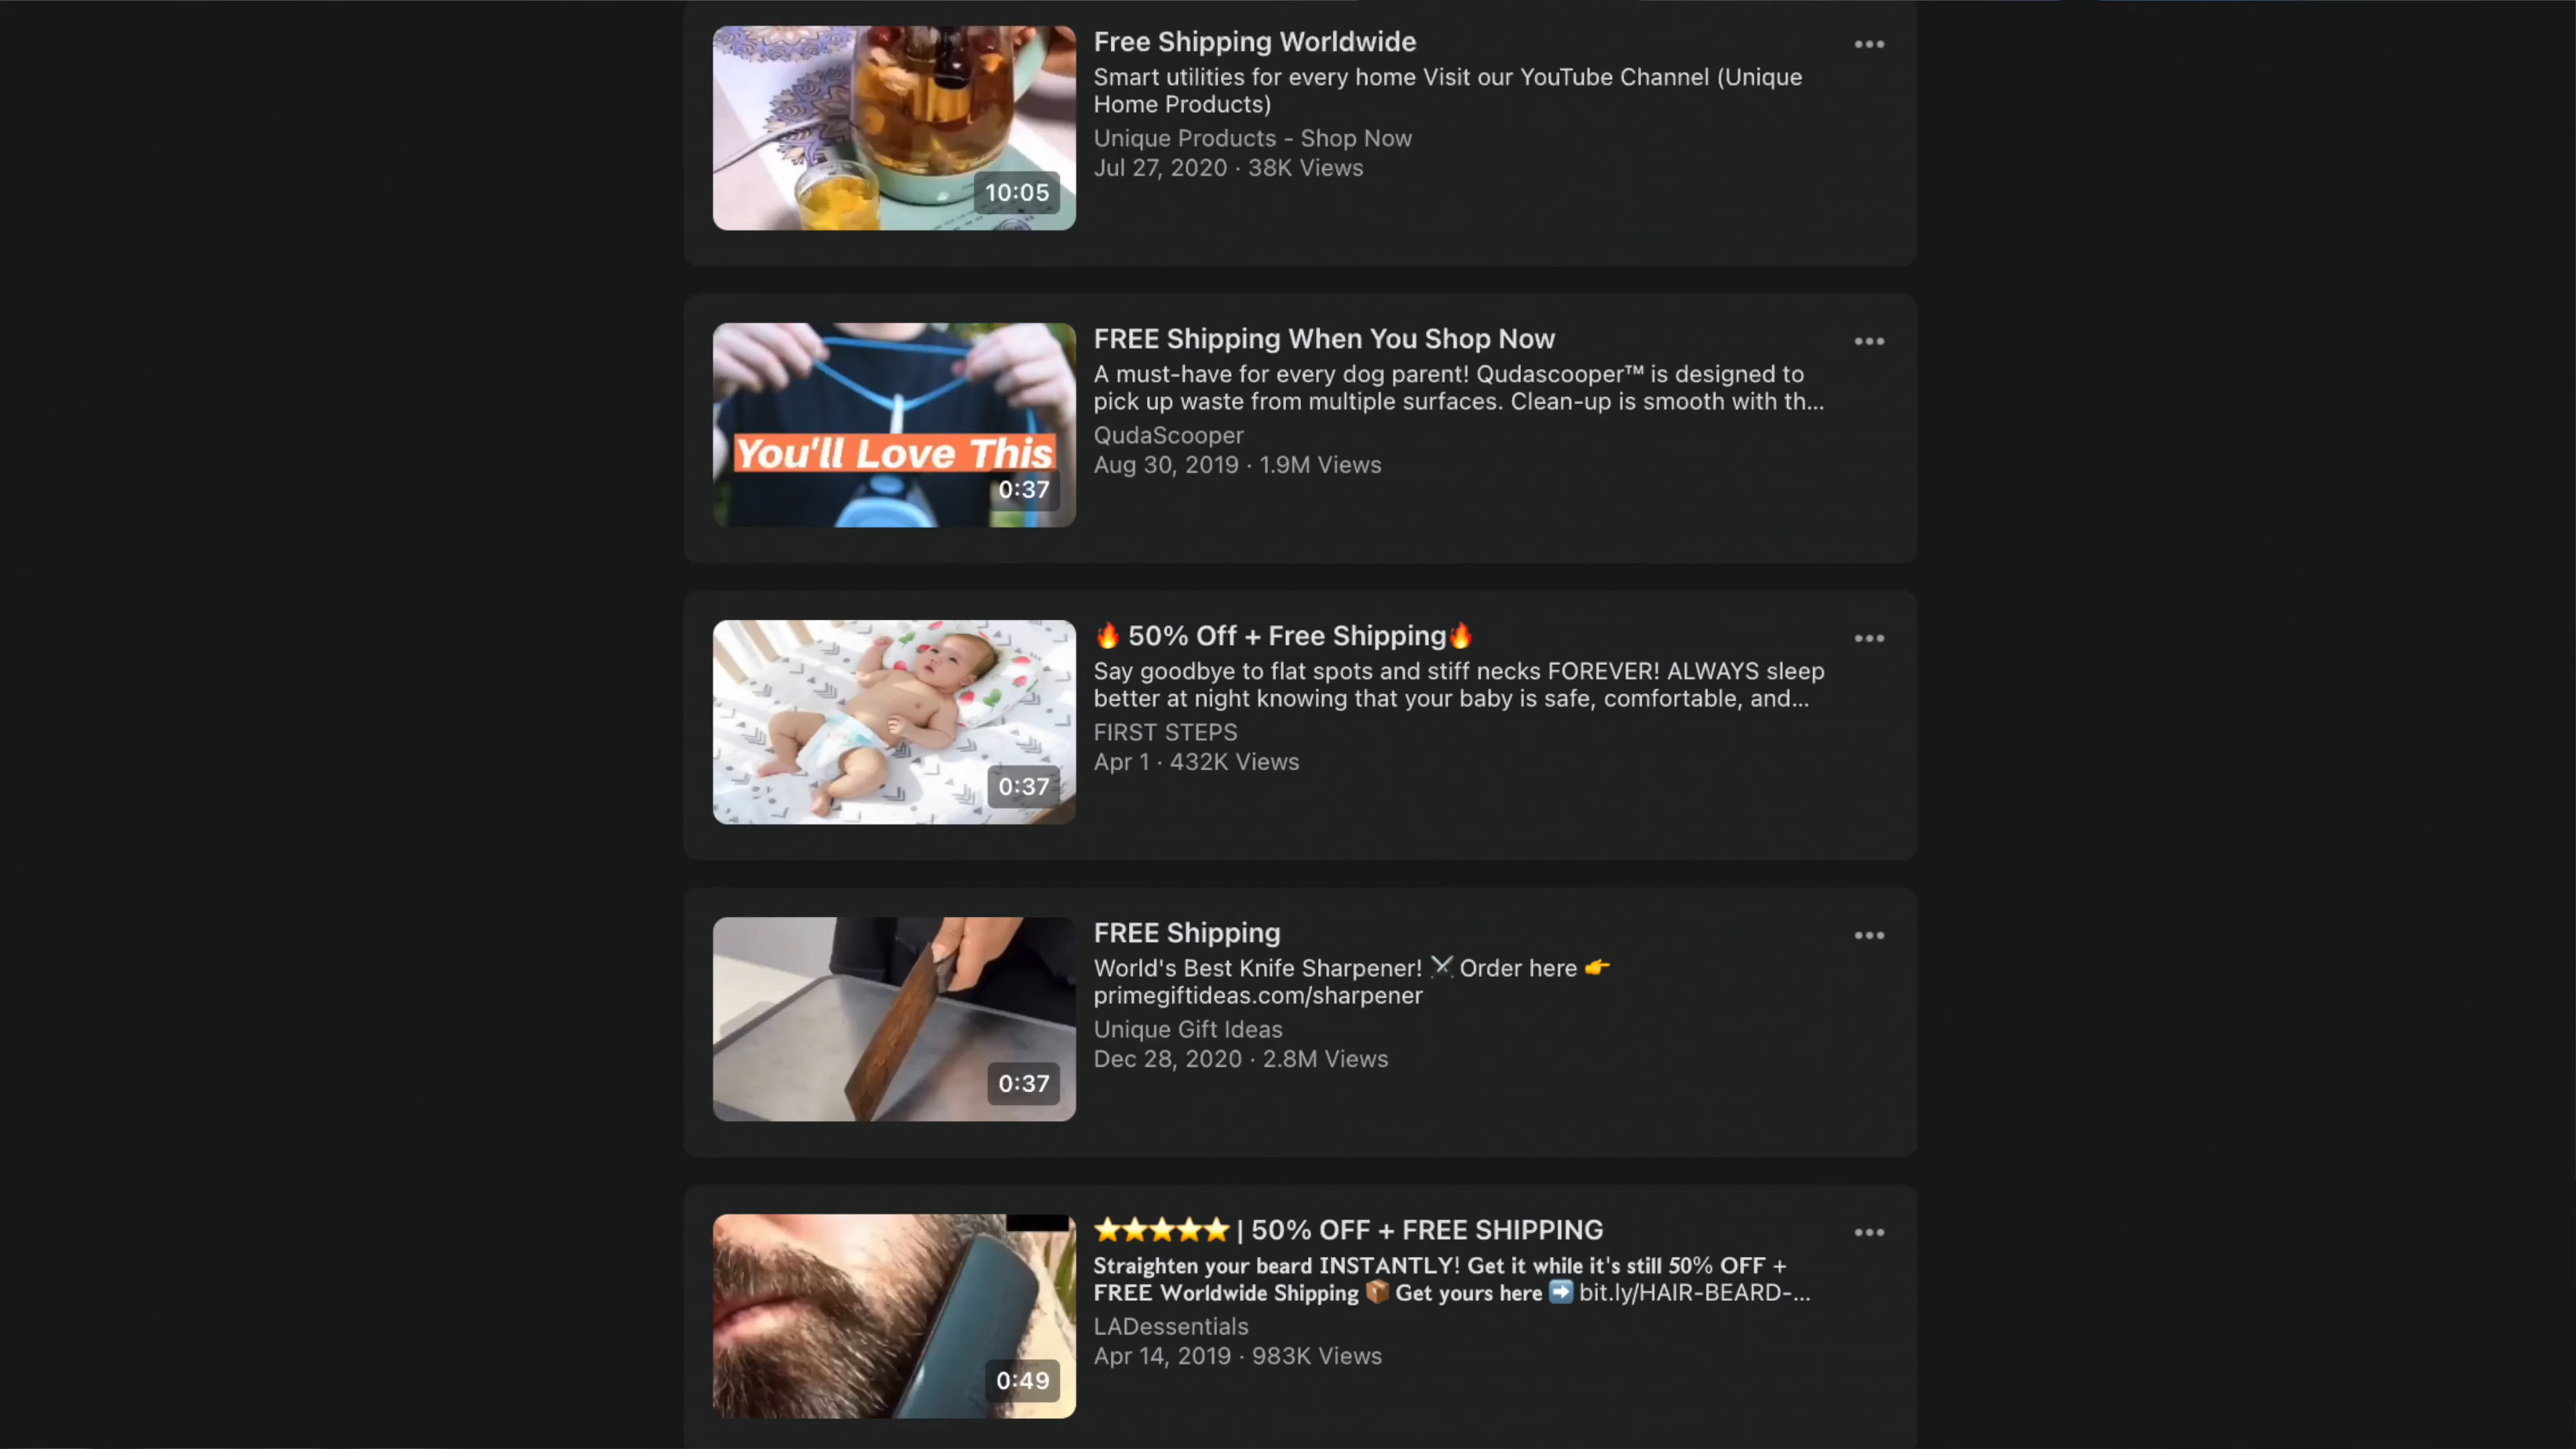 Free Shipping Worldwide
Smart utilities for every home Visit our YouTube Channel (Unique
Home Products)
Unique Products - Shop Now
Jul 27, 2020 · 38K Views
10:05
FREE Shipping When You Shop Now
A must-have for every dog parent! Qudascooper™ is designed to
pick up waste from multiple surfaces. Clean-up is smooth with th...
QudaScooper
Aug 30, 2019 · 1.9M Views
You'll Love This
0:37
🔥 50% Off + Free Shipping🔥
Say goodbye to flat spots and stiff necks FOREVER! ALWAYS sleep
better at night knowing that your baby is safe, comfortable, and...
FIRST STEPS
Apr 1 · 432K Views
0:37
FREE Shipping
World's Best Knife Sharpener! ⚔️ Order here 👉
primegiftideas.com/sharpener
Unique Gift Ideas
Dec 28, 2020 · 2.8M Views
0:37
⭐⭐⭐⭐⭐ | 50% OFF + FREE SHIPPING
Straighten your beard INSTANTLY! Get it while it's still 50% OFF +
FREE Worldwide Shipping 📦 Get yours here ➡️ bit.ly/HAIR-BEARD-...
LADessentials
Apr 14, 2019 · 983K Views
0:49